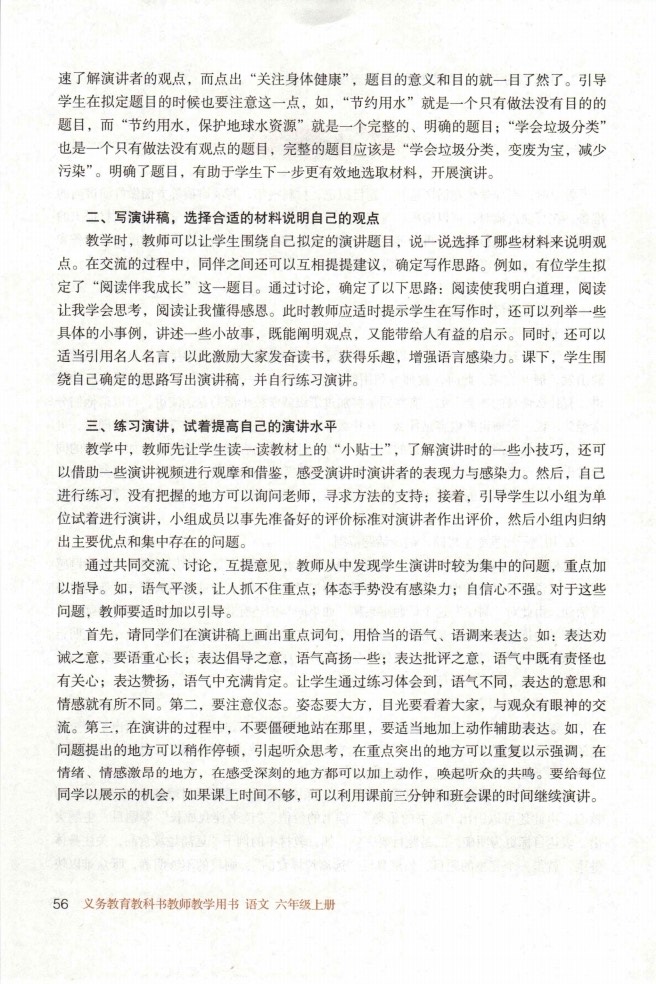 速了解演讲者的观点，而点出“关注身体健康”，题目的意义和目的就一目了然了。引导
学生在拟定题目的时候也要注意这一点，如，“节约用水”就是一个只有做法没有目的的
题目，而“节约用水，保护地球水资源”就是一个完整的、明确的题目；“学会垃圾分类”
也是一个只有做法没有观点的题目，完整的题目应该是“学会垃圾分类，变废为宝，减少
污染”。明确了题目，有助于学生下一步更有效地选取材料，开展演讲。
二、写演讲稿，选择合适的材料说明自己的观点
教学时，教师可以让学生围绕自己拟定的演讲题目，说一说选择了哪些材料来说明观
点。在交流的过程中，同伴之间还可以互相提提建议，确定写作思路。例如，有位学生拟
定了“阅读伴我成长”这一题目。通过讨论，确定了以下思路：阅读使我明白道理，阅读
让我学会思考，阅读让我懂得感恩。此时教师应适时提示学生在写作时，还可以列举一些
具体的小事例，讲述一些小故事，既能阐明观点，又能带给人有益的启示。同时，还可以
适当引用名人名言，以此激励大家发奋读书，获得乐趣，增强语言感染力。课下，学生围
绕自己确定的思路写出演讲稿，并自行练习演讲。
三、练习演讲，试着提高自己的演讲水平
教学中，教师先让学生读一读教材上的“小贴士”，了解演讲时的一些小技巧，还可
以借助一些演讲视频进行观摩和借鉴，感受演讲时演讲者的表现力与感染力。然后，自己
进行练习，没有把握的地方可以询问老师，寻求方法的支持；接着，引导学生以小组为单
位试着进行演讲，小组成员以事先准备好的评价标准对演讲者作出评价，然后小组内归纳
出主要优点和集中存在的问题。
通过共同交流、讨论，互提意见，教师从中发现学生演讲时较为集中的问题，重点加
以指导。如，语气平淡，让人抓不住重点；体态手势没有感染力；自信心不强。对于这些
问题，教师要适时加以引导。
首先，请同学们在演讲稿上画出重点词句，用恰当的语气、语调来表达。如：表达劝
诫之意，要语重心长；表达倡导之意，语气高扬一些；表达批评之意，语气中既有责怪也
有关心；表达赞扬，语气中充满肯定。让学生通过练习体会到，语气不同，表达的意思和
情感就有所不同。第二，要注意仪态。姿态要大方，目光要看着大家，与观众有眼神的交
流。第三，在演讲的过程中，不要僵硬地站在那里，要适当地加上动作辅助表达。如，在
问题提出的地方可以稍作停顿，引起听众思考，在重点突出的地方可以重复以示强调，在
情绪、情感激昂的地方，在感受深刻的地方都可以加上动作，唤起听众的共鸣。要给每位
同学以展示的机会，如果课上时间不够，可以利用课前三分钟和班会课的时间继续演讲。
56 义务教育教科书教师教学用书 语文 六年级上册